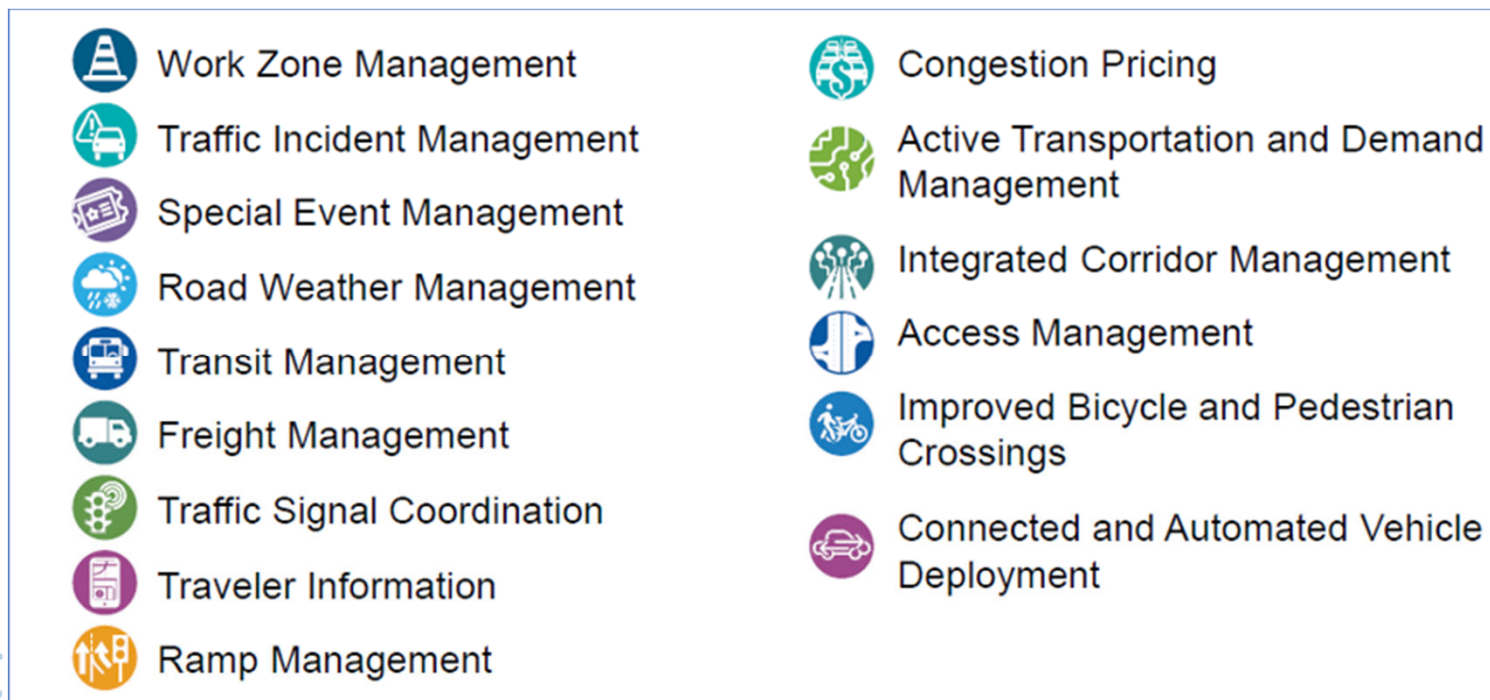 Work Zone Management
Traffic Incident Management
Special Event Management
Road Weather Management
Transit Management
Freight Management
Traffic Signal Coordination
Traveler Information
Ramp Management
Congestion Pricing
Active Transportation and Demand
Management
Integrated Corridor Management
Access Management
Improved Bicycle and Pedestrian
Crossings
Connected and Automated Vehicle
Deployment